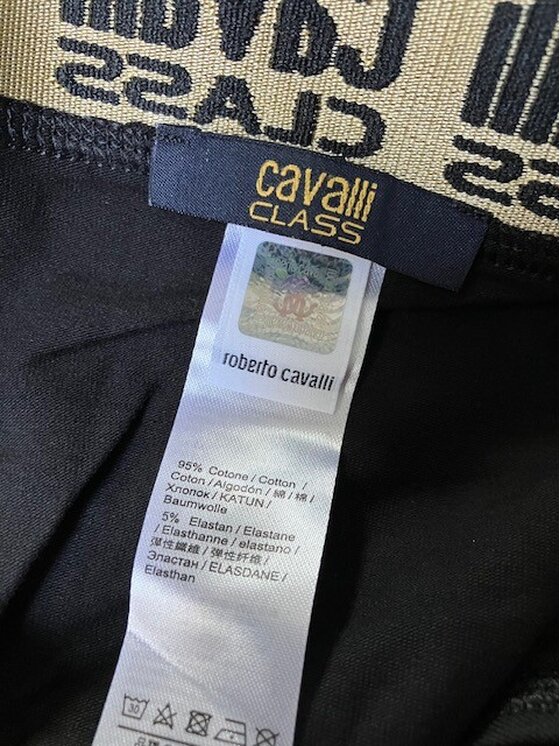 CLASS
cavalli
CLASS
roberto cavalli
95% Cotone / Cotton /
Coton / Algodón / 綿 / 棉 /
Хлопок / KATUN /
Baumwolle
5% Elastan / Elastane
/ Elasthanne / elastano /
彈性纖維 / 弹性纤维 /
Эластан / ELASDANE /
Elasthan
30